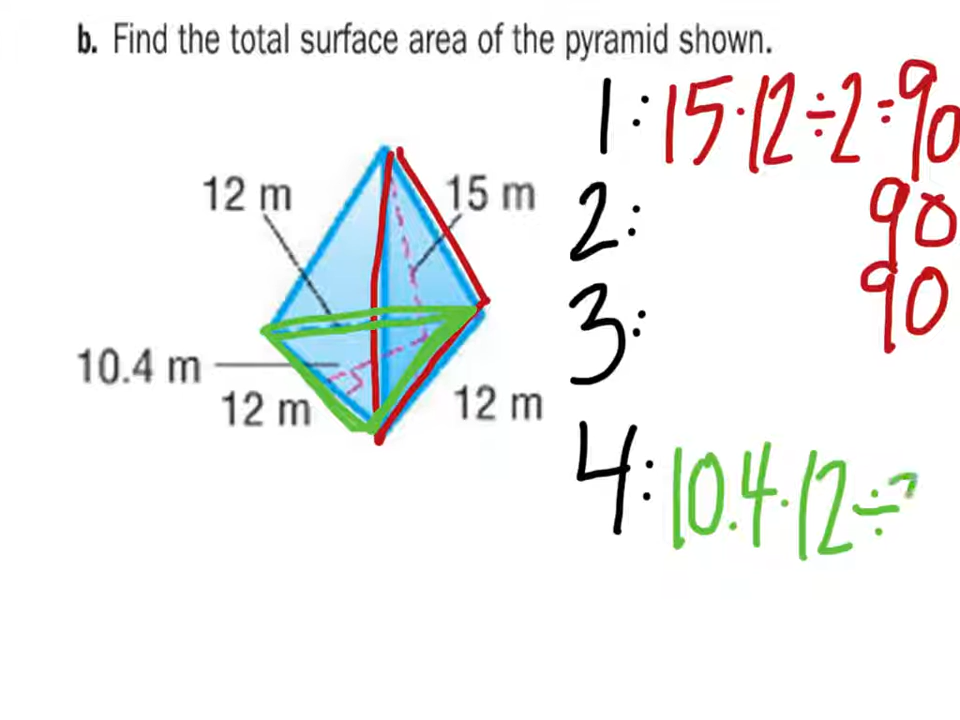 b. Find the total surface area of the pyramid shown.
1: 15·12÷2=90
12 m
15 m
2: 90
3: 90
10.4 m
12 m
12 m
4: 10.4·12÷